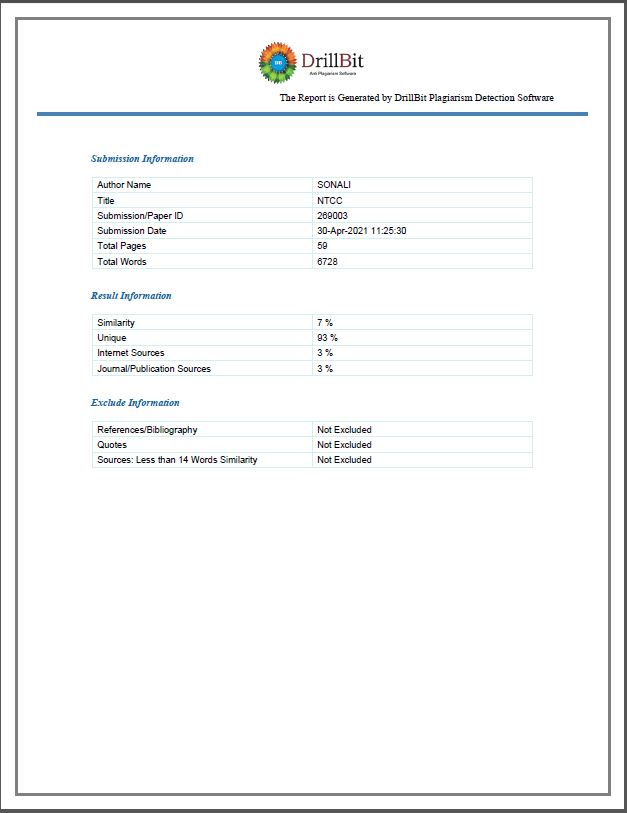 DB
DrillBit
Anti Plagiarism Software
The Report is Generated by DrillBit Plagiarism Detection Software
Submission Information
Author Name SONALI
Title NTCC
Submission/Paper ID 269003
Submission Date 30-Apr-2021 11:25:30
Total Pages 59
Total Words 6728
Result Information
Similarity 7 %
Unique 93 %
Internet Sources 3 %
Journal/Publication Sources 3 %
Exclude Information
References/Bibliography Not Excluded
Quotes Not Excluded
Sources: Less than 14 Words Similarity Not Excluded